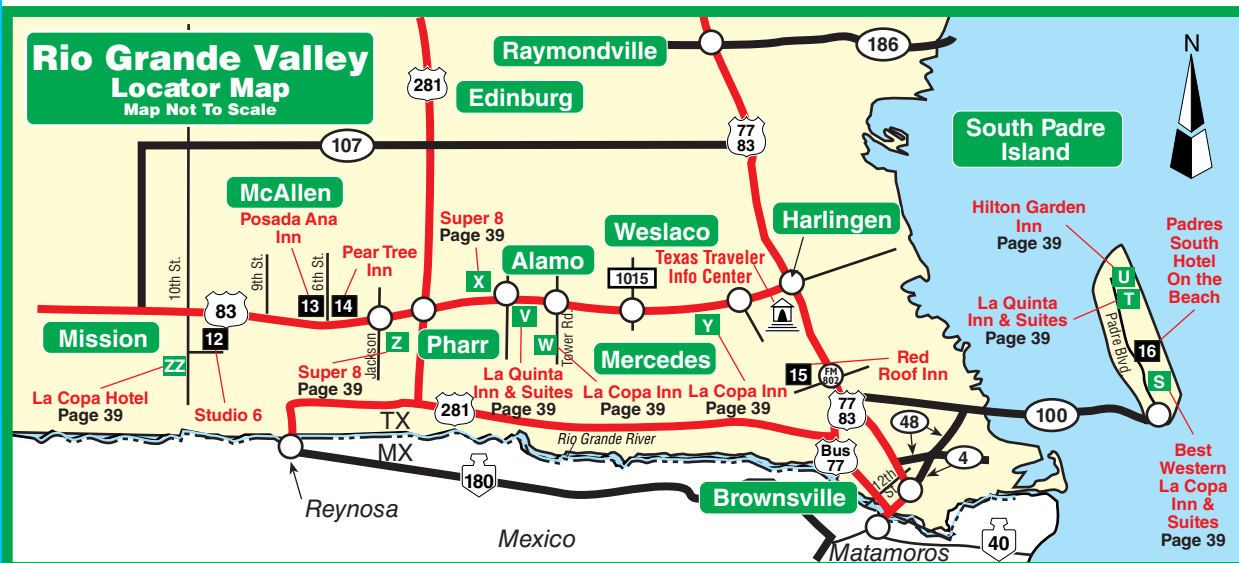 Rio Grande Valley
Locator Map
Map Not To Scale
Raymondville
186
281
Edinburg
77
83
South Padre
Island
N
107
McAllen
Posada Ana
Inn
Pear Tree
Inn
Super 8
Page 39
X
Alamo
Weslaco
1015
Texas Traveler
Info Center
Harlingen
Hilton Garden
Inn
Page 39
Padres
South
Hotel
On the
Beach
10th St.
9th St.
6th St.
13
14
83
U
T
La Quinta
Inn & Suites
Page 39
Padre Blvd
16
S
Mission
12
ZZ
Jackson
Z
Pharr
V
W
Tower Rd.
Mercedes
Y
15
FM
802
Red
Roof Inn
La Copa Hotel
Page 39
Studio 6
Super 8
Page 39
La Quinta
Inn & Suites
Page 39
La Copa Inn
Page 39
La Copa Inn
Page 39
281
TX
MX
Rio Grande River
77
83
Bus
77
48
100
4
12th
St
180
Reynosa
Brownsville
Mexico
Matamoros
40
Best
Western
La Copa
Inn &
Suites
Page 39